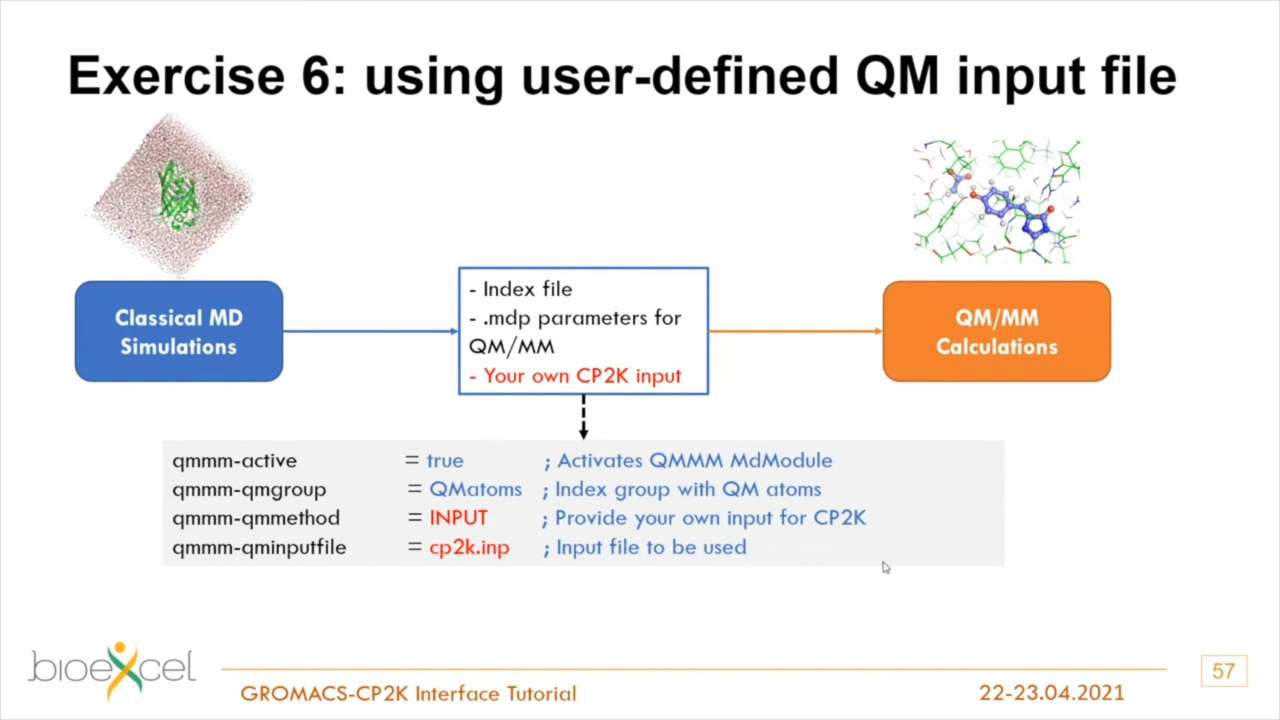 Exercise 6: using user-defined QM input file
Classical MD
Simulations
- Index file
- .mdp parameters for
QM/MM
- Your own CP2K input
QM/MM
Calculations
qmmm-active = true ; Activates QMMM MdModule
qmmm-qmgroup = QMatoms ; Index group with QM atoms
qmmm-qmmethod = INPUT ; Provide your own input for CP2K
qmmm-qminputfile = cp2k.inp ; Input file to be used
bioexcel
GROMACS-CP2K Interface Tutorial
22-23.04.2021
57